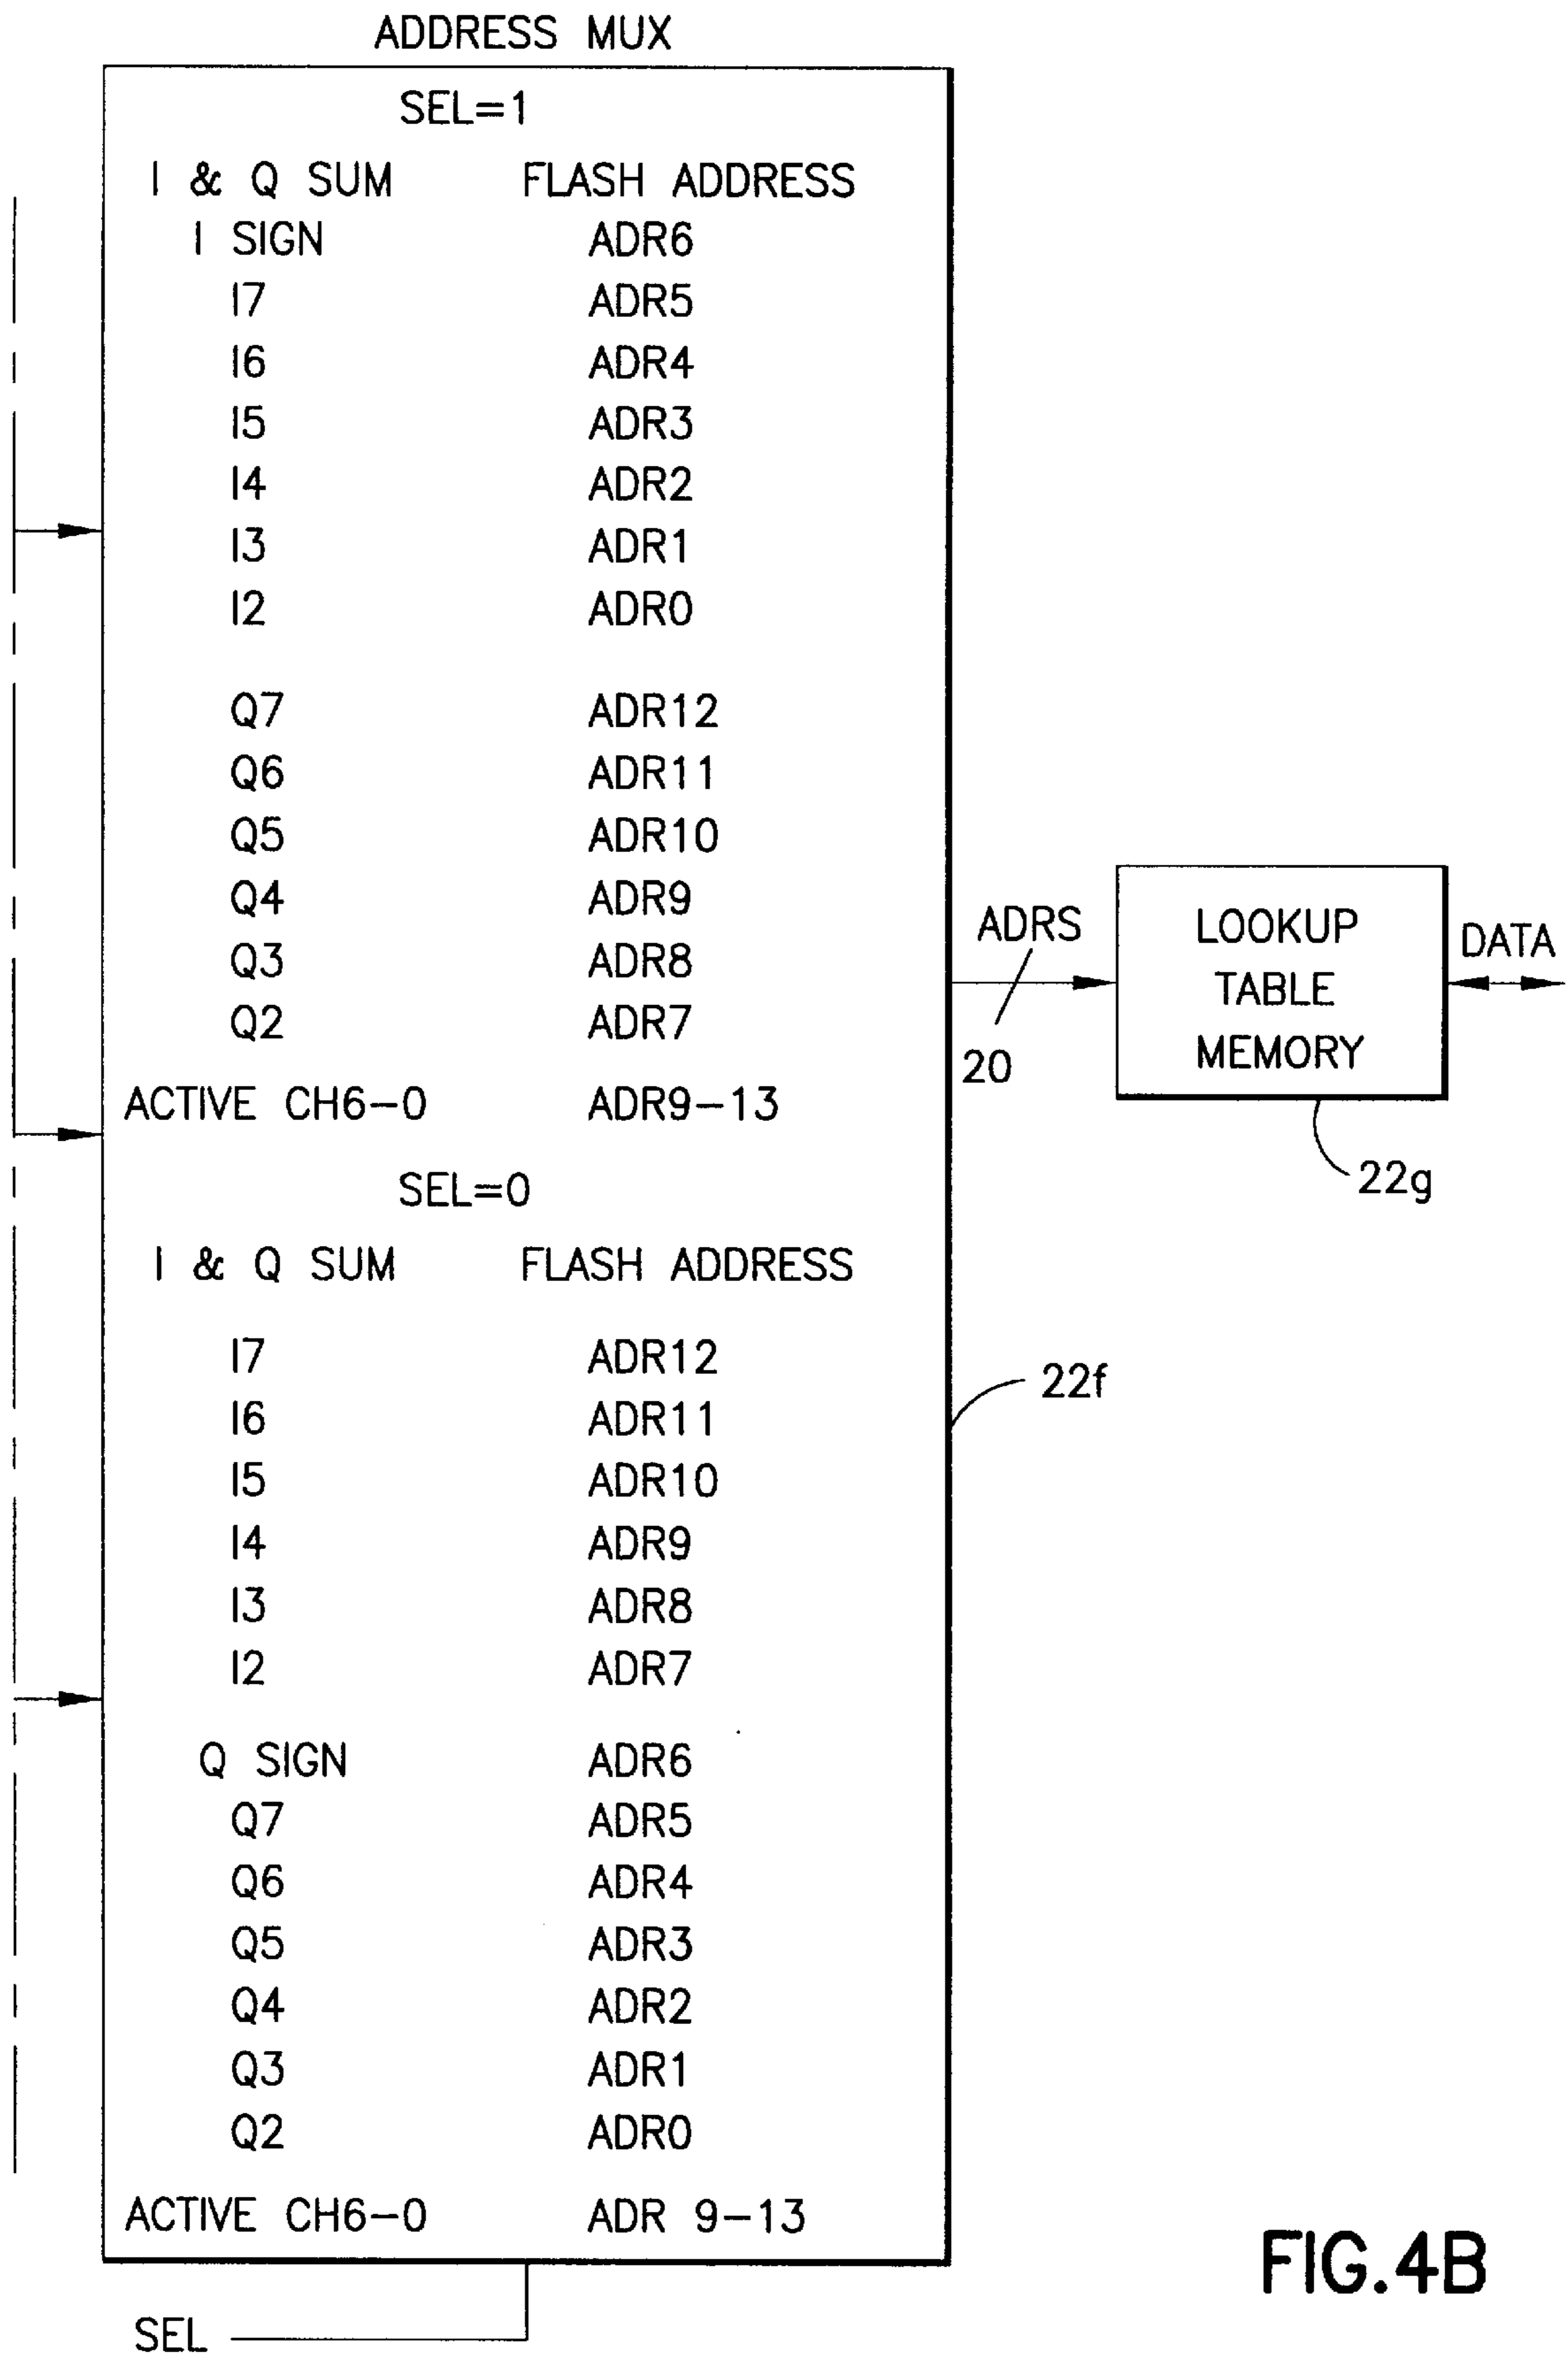 ADDRESS MUX
SEL=1
I & Q SUM FLASH ADDRESS
I SIGN ADR6
I7 ADR5
I6 ADR4
I5 ADR3
I4 ADR2
I3 ADR1
I2 ADR0
Q7 ADR12
Q6 ADR11
Q5 ADR10
Q4 ADR9
Q3 ADR8
Q2 ADR7
ACTIVE CH6-0 ADR9-13
SEL=0
I & Q SUM FLASH ADDRESS
I7 ADR12
I6 ADR11
I5 ADR10
I4 ADR9
I3 ADR8
I2 ADR7
Q SIGN ADR6
Q7 ADR5
Q6 ADR4
Q5 ADR3
Q4 ADR2
Q3 ADR1
Q2 ADR0
ACTIVE CH6-0 ADR 9-13
SEL
ADRS
20
LOOKUP
TABLE
MEMORY
DATA
22g
22f
FIG.4B